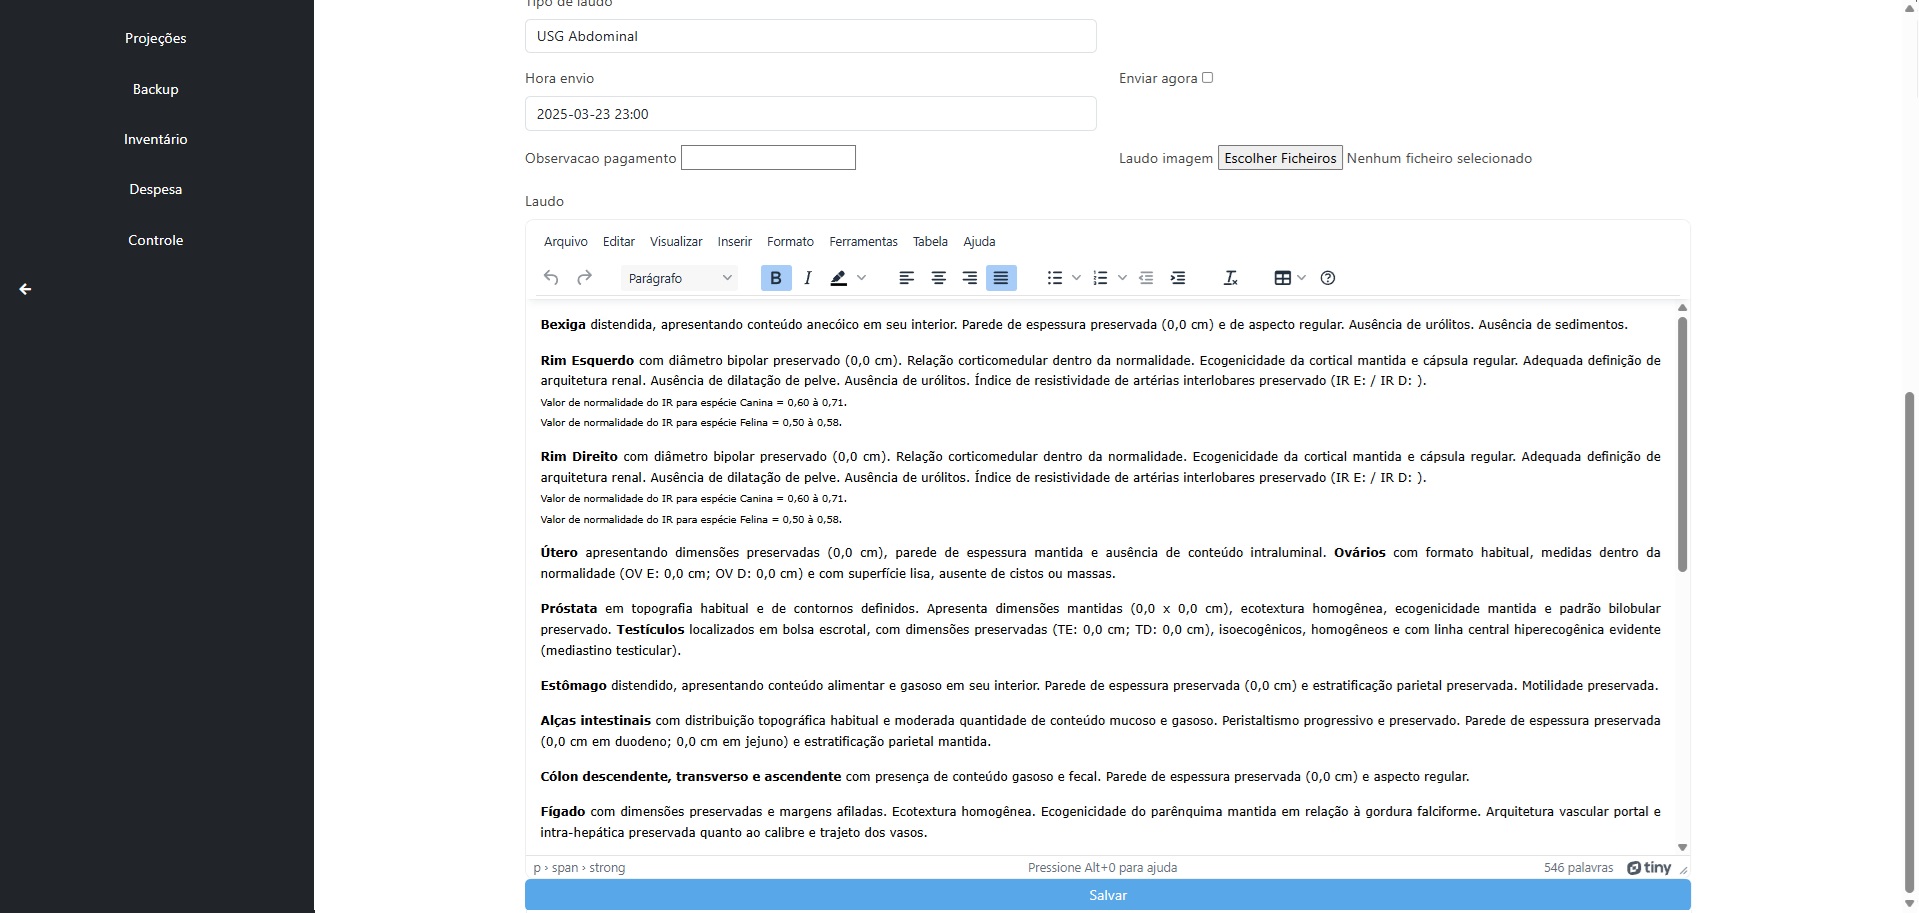 Projeções
Backup
Inventário
Despesa
Controle
Tipo de laudo
USG Abdominal
Hora envio
Enviar agora
2025-03-23 23:00
Observacao pagamento
Laudo imagem Escolher Ficheiros Nenhum ficheiro selecionado
Laudo
Arquivo Editar Visualizar Inserir Formato Ferramentas Tabela Ajuda
Parágrafo B I
Bexiga distendida, apresentando conteúdo anecóico em seu interior. Parede de espessura preservada (0,0 cm) e de aspecto regular. Ausência de urólitos. Ausência de sedimentos.
Rim Esquerdo com diâmetro bipolar preservado (0,0 cm). Relação corticomedular dentro da normalidade. Ecogenicidade da cortical mantida e cápsula regular. Adequada definição de
arquitetura renal. Ausência de dilatação de pelve. Ausência de urólitos. Índice de resistividade de artérias interlobares preservado (IR E: / IR D: ).
Valor de normalidade do IR para espécie Canina = 0,60 à 0,71.
Valor de normalidade do IR para espécie Felina = 0,50 à 0,58.
Rim Direito com diâmetro bipolar preservado (0,0 cm). Relação corticomedular dentro da normalidade. Ecogenicidade da cortical mantida e cápsula regular. Adequada definição de
arquitetura renal. Ausência de dilatação de pelve. Ausência de urólitos. Índice de resistividade de artérias interlobares preservado (IR E: / IR D: ).
Valor de normalidade do IR para espécie Canina = 0,60 à 0,71.
Valor de normalidade do IR para espécie Felina = 0,50 à 0,58.
Útero apresentando dimensões preservadas (0,0 cm), parede de espessura mantida e ausência de conteúdo intraluminal. Ovários com formato habitual, medidas dentro da
normalidade (OV E: 0,0 cm; OV D: 0,0 cm) e com superfície lisa, ausente de cistos ou massas.
Próstata em topografia habitual e de contornos definidos. Apresenta dimensões mantidas (0,0 x 0,0 cm), ecotextura homogênea, ecogenicidade mantida e padrão bilobular
preservado. Testículos localizados em bolsa escrotal, com dimensões preservadas (TE: 0,0 cm; TD: 0,0 cm), isoecogênicos, homogêneos e com linha central hiperecogênica evidente
(mediastino testicular).
Estômago distendido, apresentando conteúdo alimentar e gasoso em seu interior. Parede de espessura preservada (0,0 cm) e estratificação parietal preservada. Motilidade preservada.
Alças intestinais com distribuição topográfica habitual e moderada quantidade de conteúdo mucoso e gasoso. Peristaltismo progressivo e preservado. Parede de espessura preservada
(0,0 cm em duodeno; 0,0 cm em jejuno) e estratificação parietal mantida.
Cólon descendente, transverso e ascendente com presença de conteúdo gasoso e fecal. Parede de espessura preservada (0,0 cm) e aspecto regular.
Fígado com dimensões preservadas e margens afiladas. Ecotextura homogênea. Ecogenicidade do parênquima mantida em relação à gordura falciforme. Arquitetura vascular portal e
intra-hepática preservada quanto ao calibre e trajeto dos vasos.
p › span › strong Pressione Alt+0 para ajuda 546 palavras tiny
Salvar